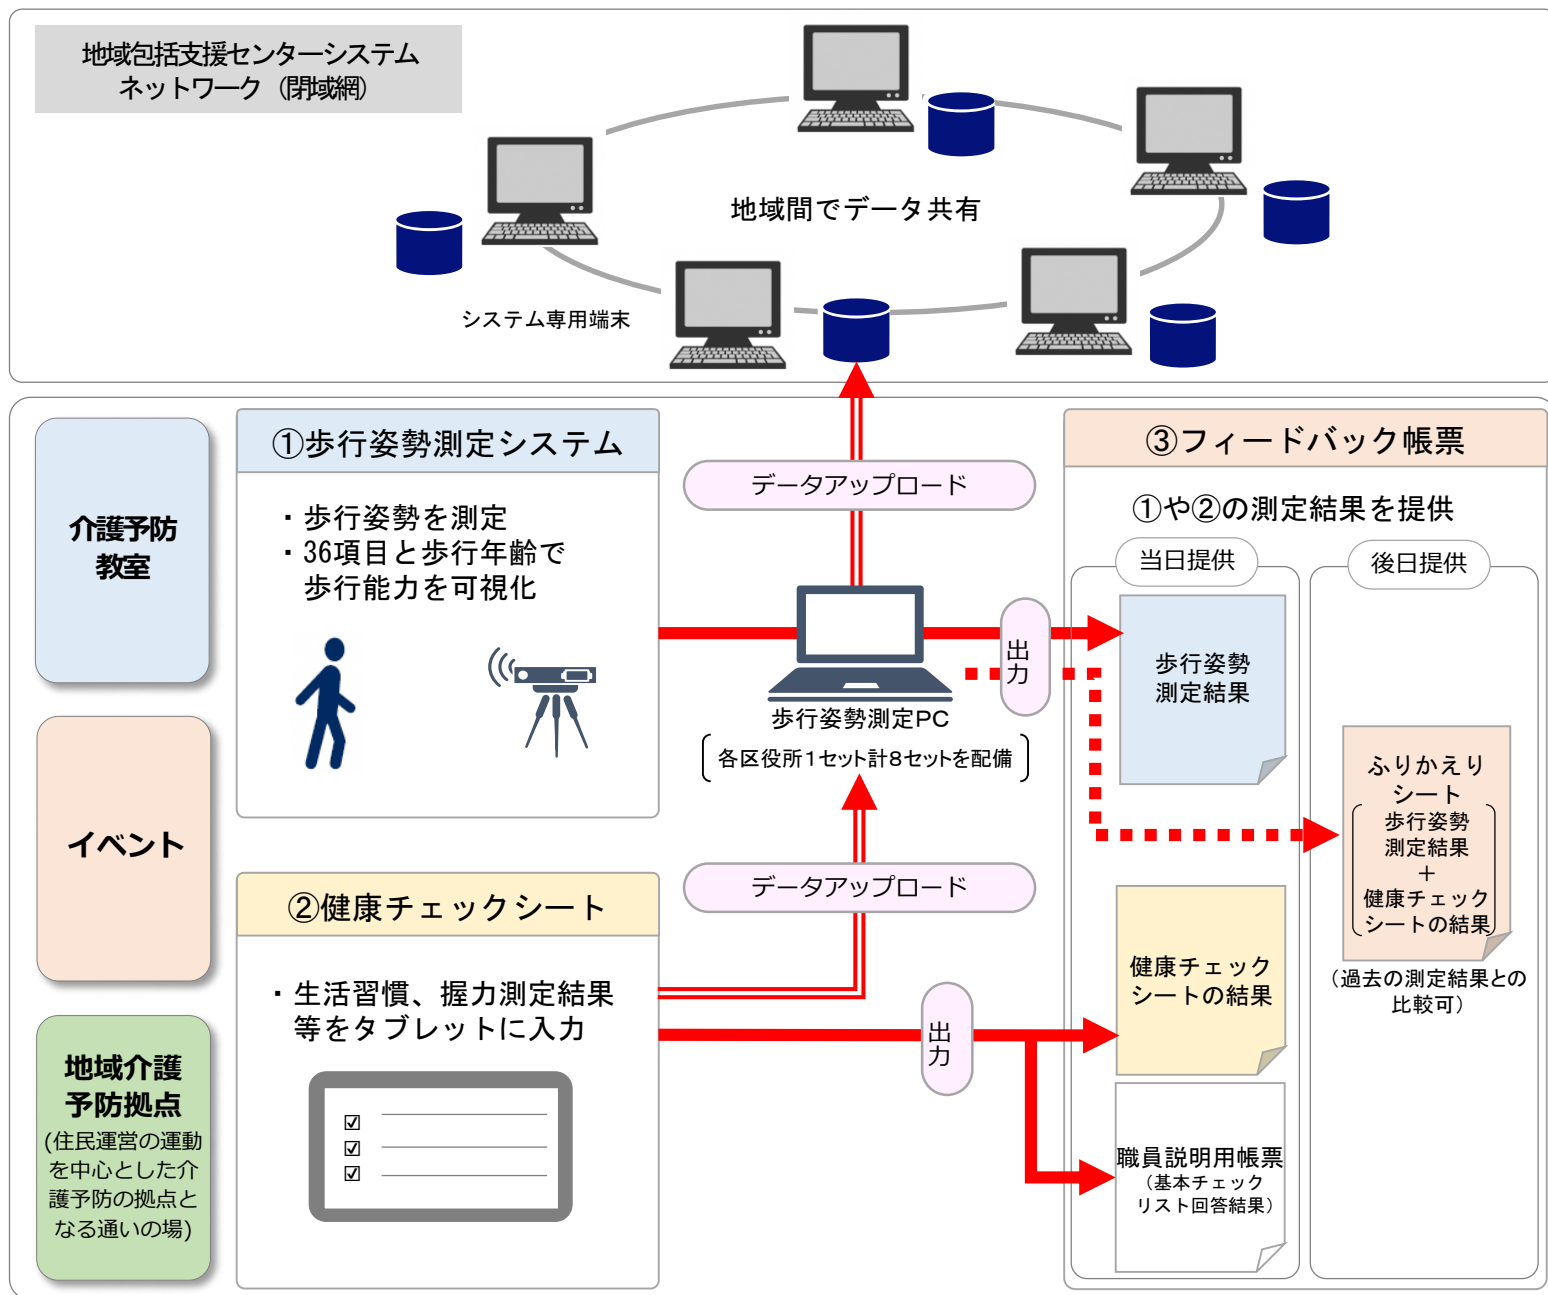 地域包括支援センターシステム
ネットワーク（閉域網）
地域間でデータ共有
システム専用端末
介護予防
教室
イベント
地域介護
予防拠点
(住民運営の運動
を中心とした介
護予防の拠点と
なる通いの場)
①歩行姿勢測定システム
・歩行姿勢を測定
・36項目と歩行年齢で
歩行能力を可視化
②健康チェックシート
・生活習慣、握力測定結果
等をタブレットに入力
データアップロード
歩行姿勢測定PC
各区役所１セット計８セットを配備
データアップロード
出力
出力
③フィードバック帳票
①や②の測定結果を提供
当日提供
歩行姿勢
測定結果
健康チェック
シートの結果
職員説明用帳票
（基本チェック
リスト回答結果）
後日提供
ふりかえり
シート
歩行姿勢
測定結果
＋
健康チェック
シートの結果
（過去の測定結果との
比較可）